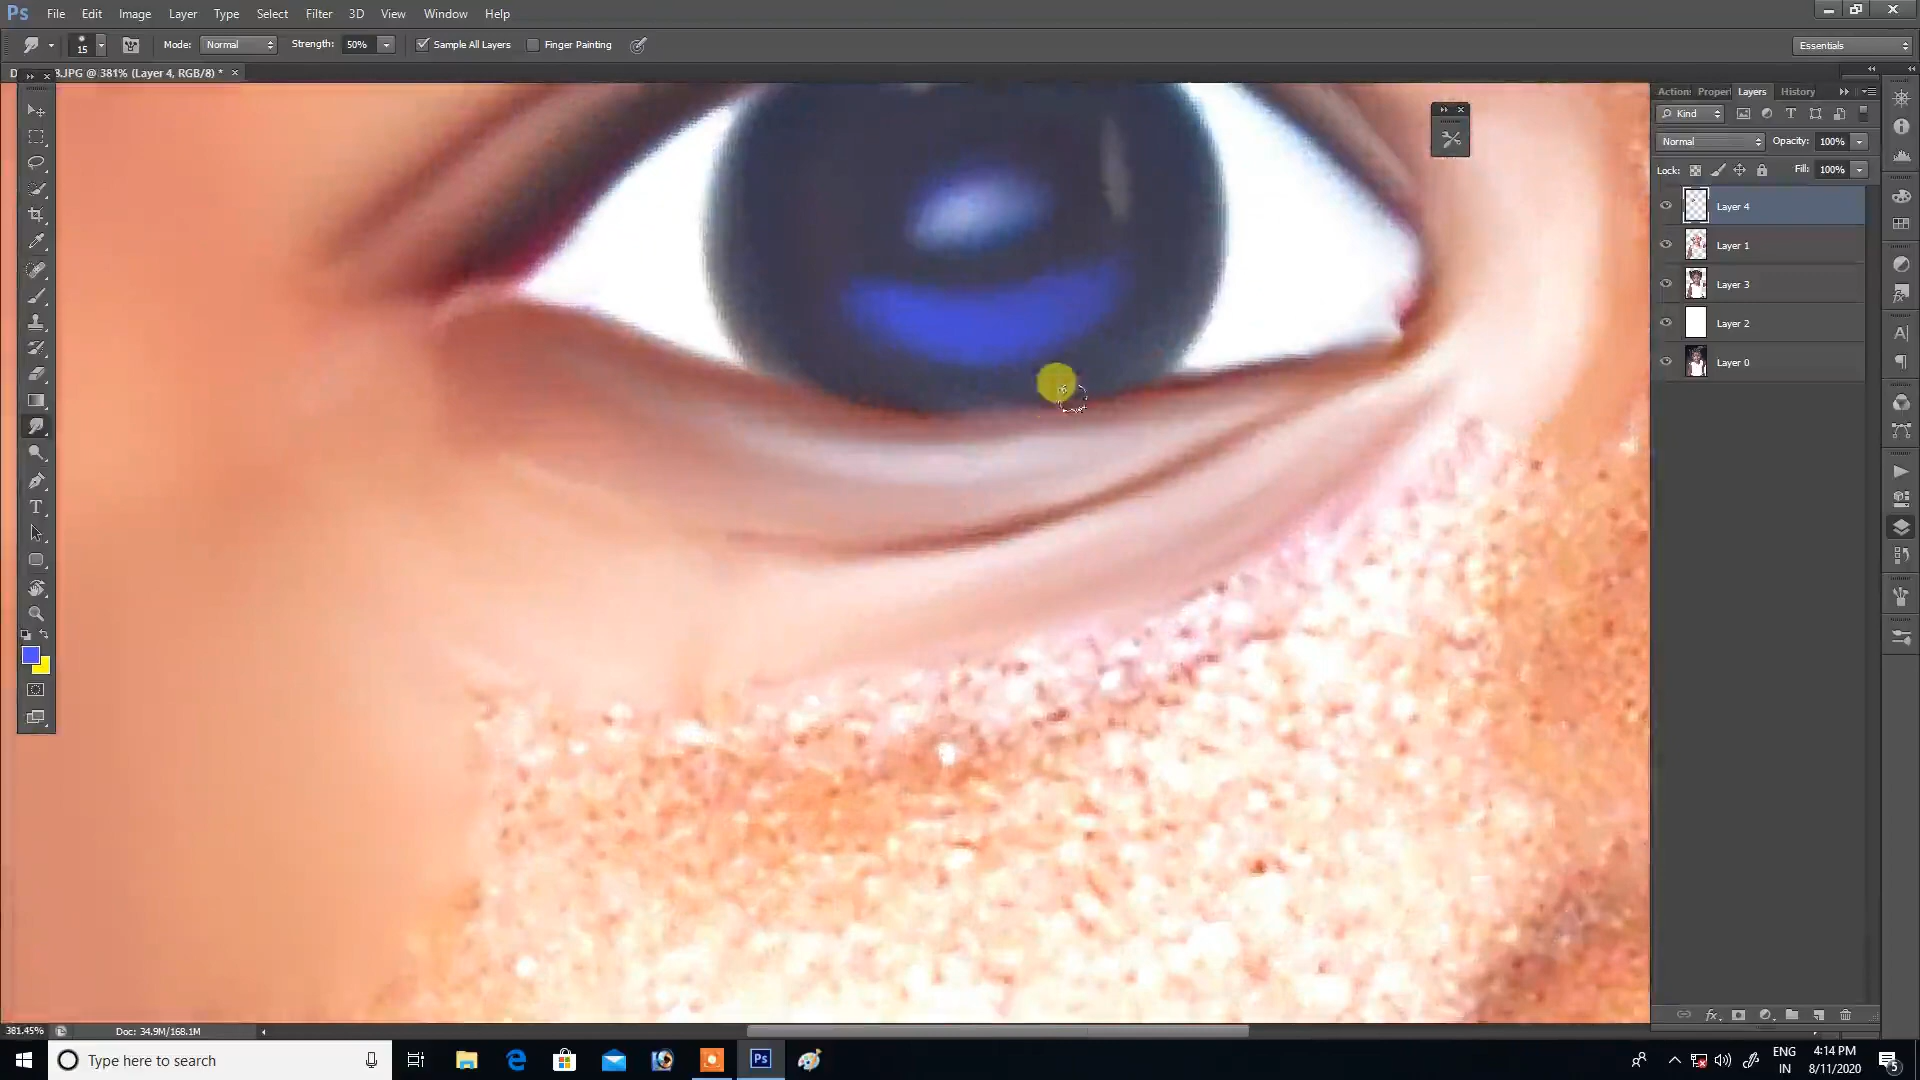 Ps File Edit Image Layer Type Select Filter 3D View Window Help
15 Mode: Normal Strength: 50% Sample All Layers Finger Painting Essentials
8.JPG @ 381% (Layer 4, RGB/8) *
Action Proper Layers History
Kind
Normal Opacity: 100%
Lock: Fill: 100%
Layer 4
Layer 1
Layer 3
Layer 2
Layer 0
381.45% Doc: 34.9M/168.1M
Type here to search
ENG
IN
4:14 PM
8/11/2020
5